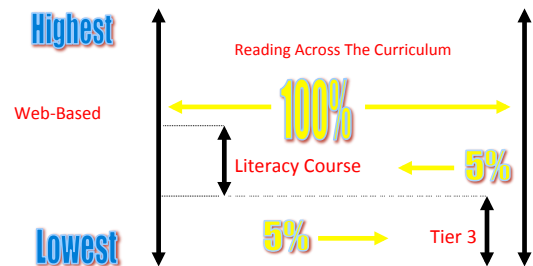 Highest
Reading Across The Curriculum
100%
Web-Based
Literacy Course
5%
5%
Tier 3
Lowest